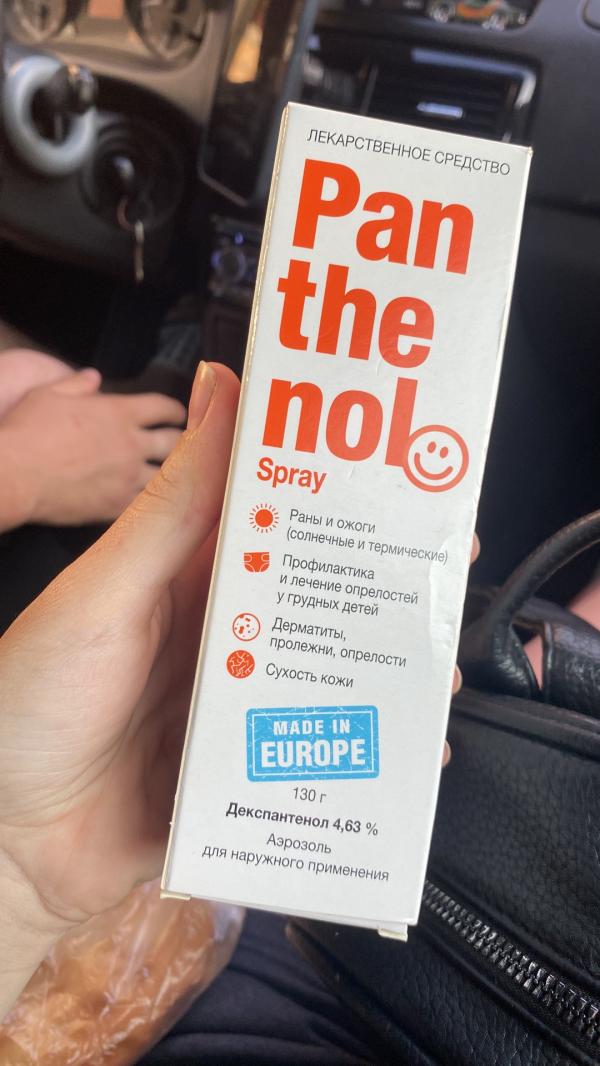 ЛЕКАРСТВЕННОЕ СРЕДСТВО
Pan
the
nol
Spray
Раны и ожоги
(солнечные и термические)
Профилактика
и лечение опрелостей
у грудных детей
Дерматиты,
пролежни, опрелости
Сухость кожи
MADE IN
EUROPE
130 г
Декспантенол 4,63 %
Аэрозоль
для наружного применения